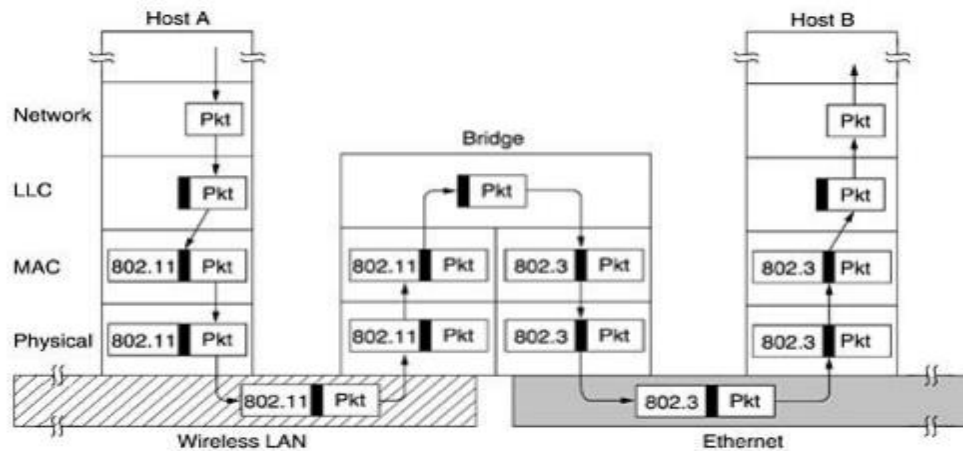 Host A
Host B
Network
Pkt
Pkt
Bridge
LLC
Pkt
Pkt
Pkt
MAC
802.11 Pkt
802.11 Pkt
802.3 Pkt
802.3 Pkt
Physical
802.11 Pkt
802.11 Pkt
802.3 Pkt
802.3 Pkt
802.11 Pkt
802.3 Pkt
Wireless LAN
Ethernet